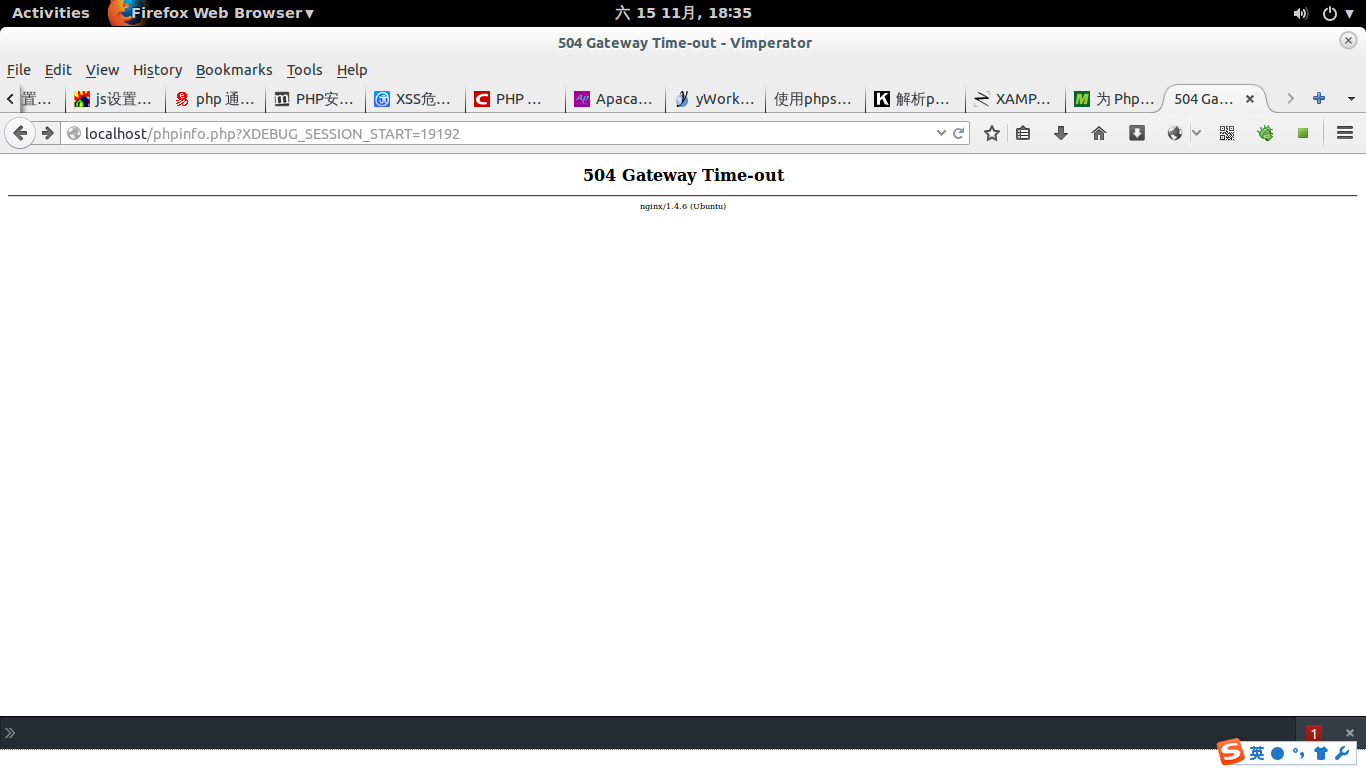 Activities Firefox Web Browser 六 15 11月, 18:35
504 Gateway Time-out - Vimperator
File Edit View History Bookmarks Tools Help
置… js设置… php 通… PHP安… XSS危… PHP … Apaca… yWork… 使用phps… 解析p… XAMP… 为 Php… 504 Ga…
localhost/phpinfo.php?XDEBUG_SESSION_START=19192
504 Gateway Time-out
nginx/1.4.6 (Ubuntu)
1
英